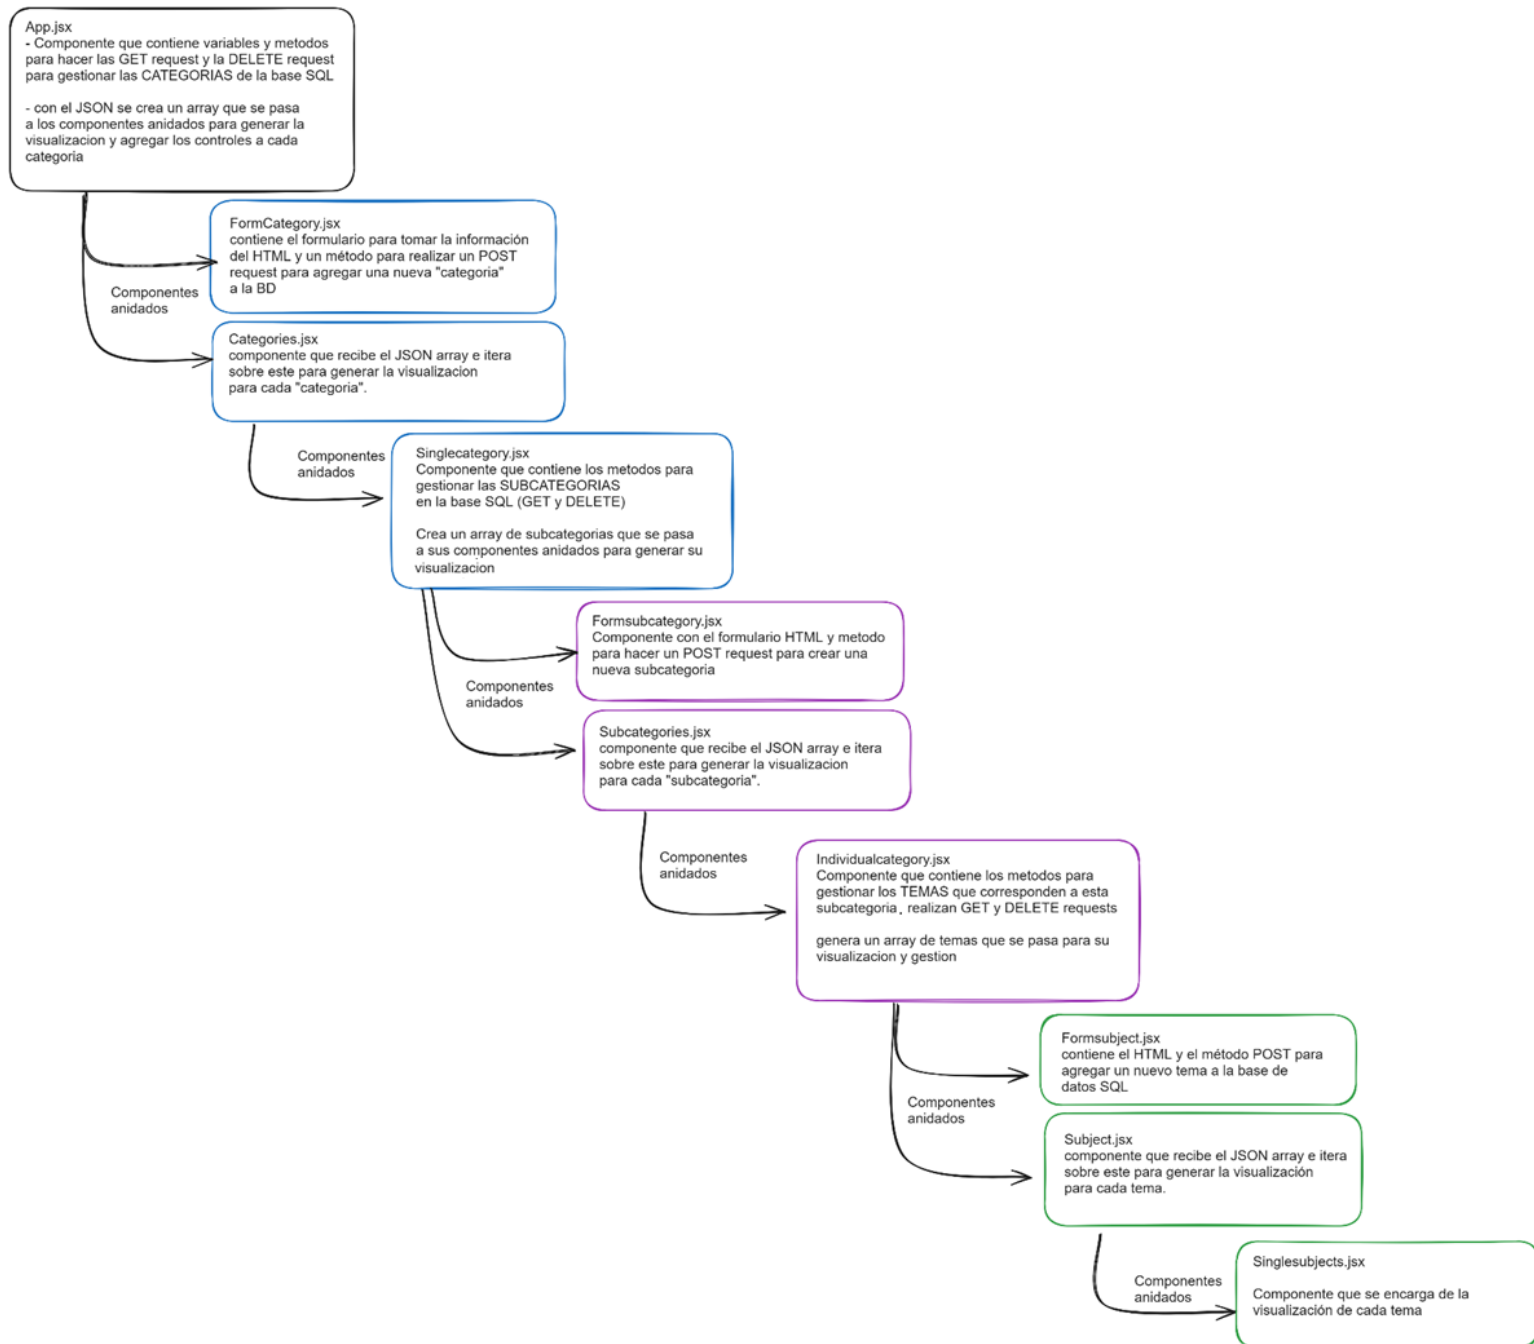 App.jsx
- Componente que contiene variables y metodos
para hacer las GET request y la DELETE request
para gestionar las CATEGORIAS de la base SQL
- con el JSON se crea un array que se pasa
a los componentes anidados para generar la
visualizacion y agregar los controles a cada
categoria
FormCategory.jsx
contiene el formulario para tomar la información
del HTML y un método para realizar un POST
request para agregar una nueva "categoria"
a la BD
Componentes
anidados
Categories.jsx
componente que recibe el JSON array e itera
sobre este para generar la visualizacion
para cada "categoria".
Componentes
anidados
Singlecategory.jsx
Componente que contiene los metodos para
gestionar las SUBCATEGORIAS
en la base SQL (GET y DELETE)
Crea un array de subcategorias que se pasa
a sus componentes anidados para generar su
visualizacion
Formsubcategory.jsx
Componente con el formulario HTML y metodo
para hacer un POST request para crear una
nueva subcategoria
Componentes
anidados
Subcategories.jsx
componente que recibe el JSON array e itera
sobre este para generar la visualizacion
para cada "subcategoria".
Componentes
anidados
Individualcategory.jsx
Componente que contiene los metodos para
gestionar los TEMAS que corresponden a esta
subcategoria, realizan GET y DELETE requests
genera un array de temas que se pasa para su
visualizacion y gestion
Formsubject.jsx
contiene el HTML y el método POST para
agregar un nuevo tema a la base de
datos SQL
Componentes
anidados
Subject.jsx
componente que recibe el JSON array e itera
sobre este para generar la visualización
para cada tema.
Componentes
anidados
Singlesubjects.jsx
Componente que se encarga de la
visualización de cada tema